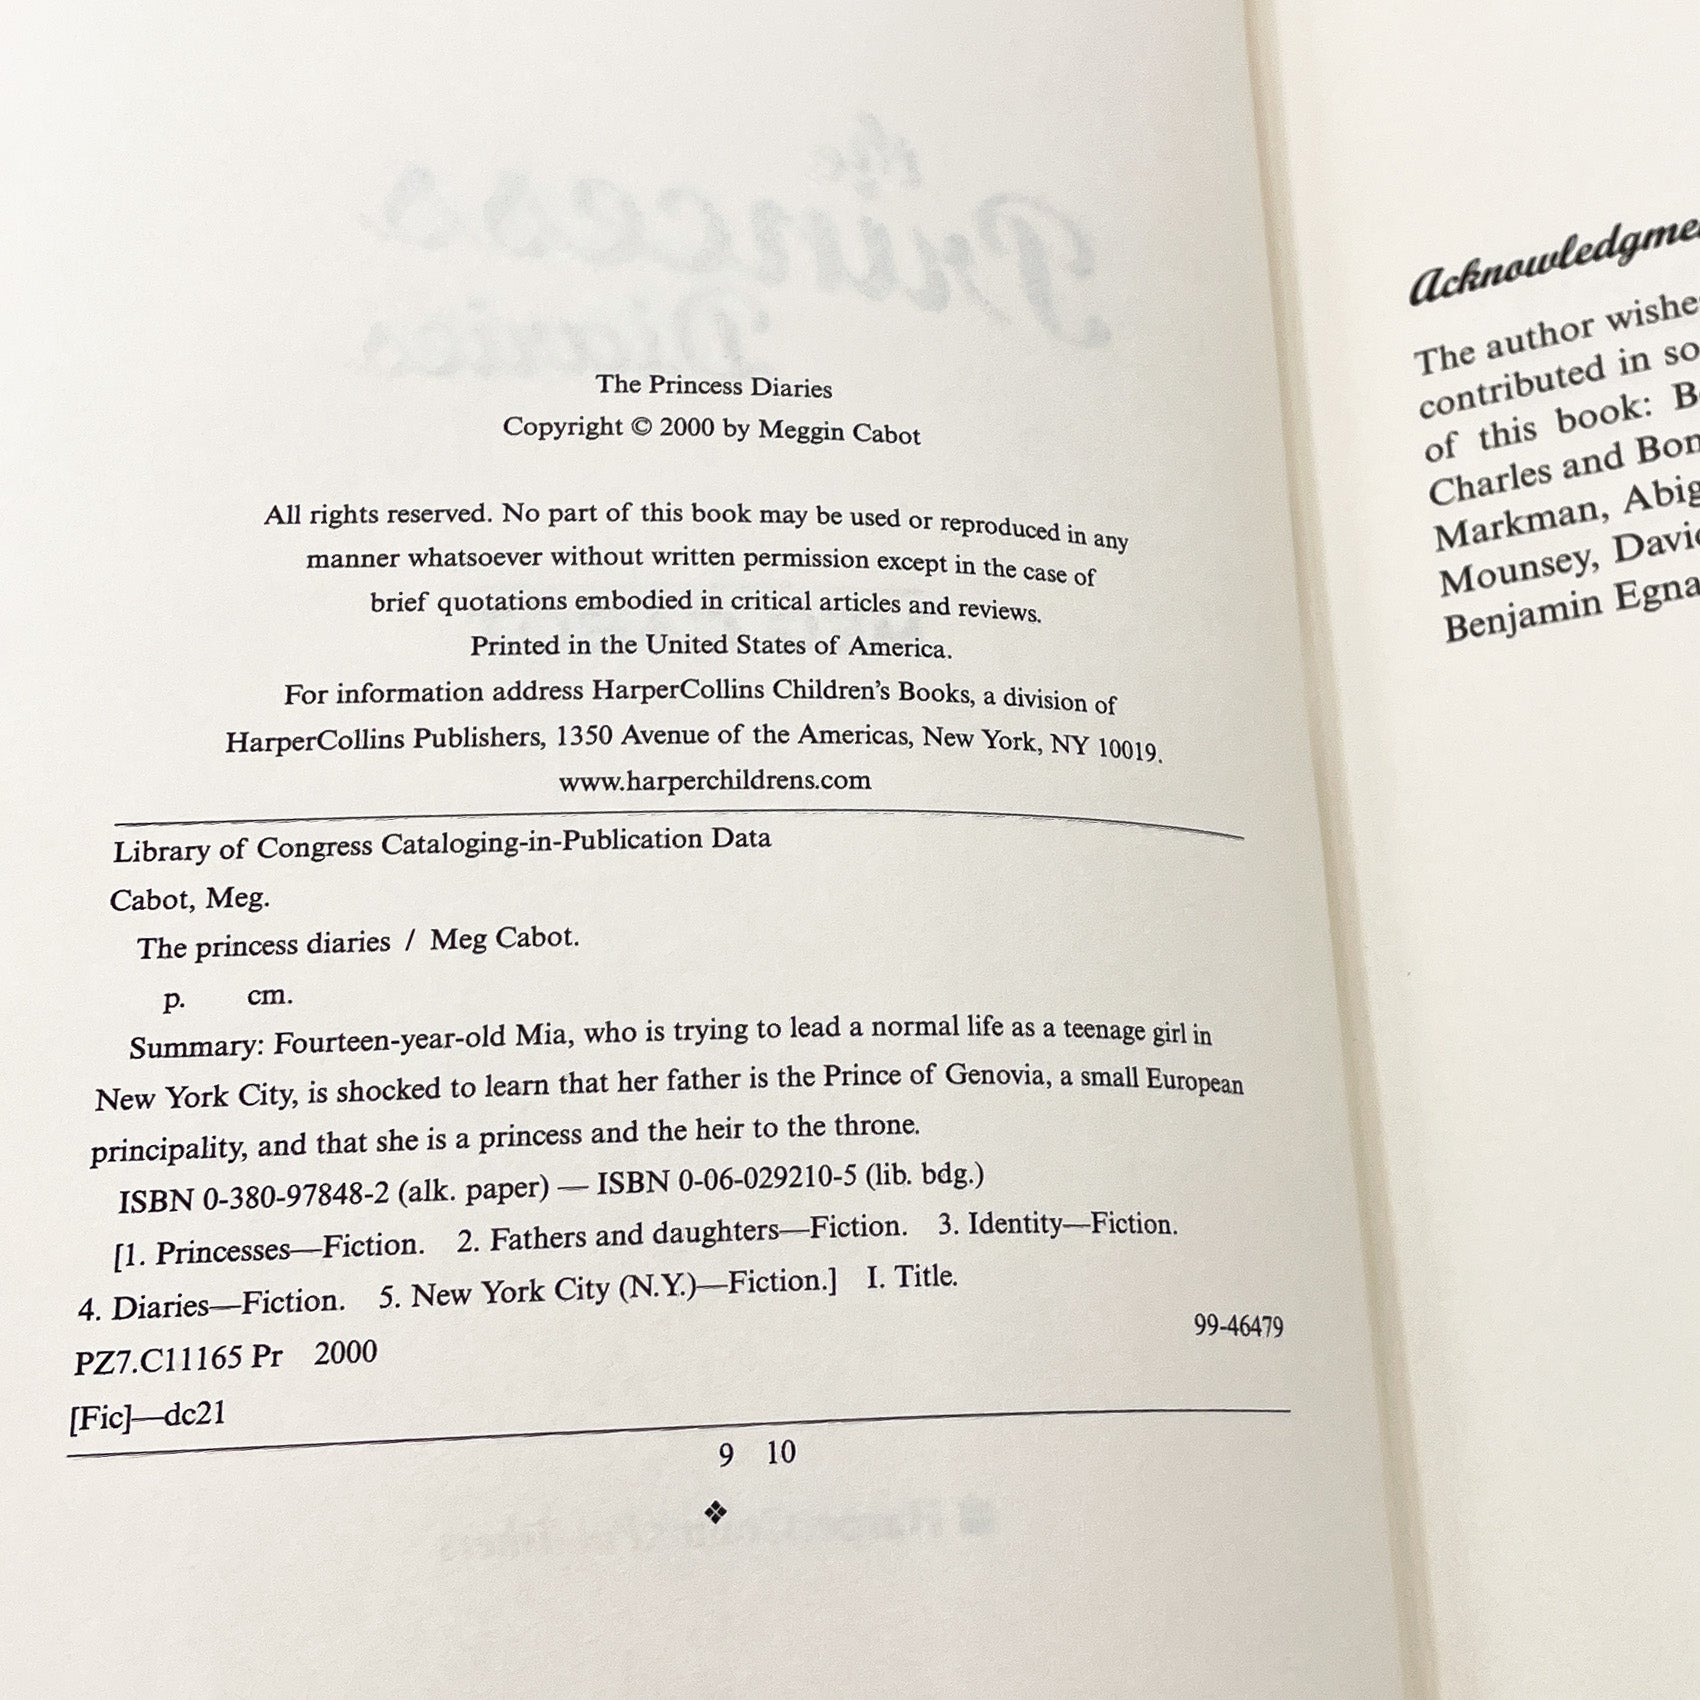 The Princess Diaries
Copyright © 2000 by Meggin Cabot
All rights reserved. No part of this book may be used or reproduced in any
manner whatsoever without written permission except in the case of
brief quotations embodied in critical articles and reviews.
Printed in the United States of America.
For information address HarperCollins Children's Books, a division of
HarperCollins Publishers, 1350 Avenue of the Americas, New York, NY 10019.
www.harperchildrens.com
Library of Congress Cataloging-in-Publication Data
Cabot, Meg.
The princess diaries / Meg Cabot.
p. cm.
Summary: Fourteen-year-old Mia, who is trying to lead a normal life as a teenage girl in
New York City, is shocked to learn that her father is the Prince of Genovia, a small European
principality, and that she is a princess and the heir to the throne.
ISBN 0-380-97848-2 (alk. paper) — ISBN 0-06-029210-5 (lib. bdg.)
[1. Princesses—Fiction. 2. Fathers and daughters—Fiction. 3. Identity—Fiction.
4. Diaries—Fiction. 5. New York City (N.Y.)—Fiction.] I. Title.
PZ7.C11165 Pr 2000
99-46479
[Fic]—dc21
9 10
The author
contributed in
of this book:
Charles and
Markman,
Mounsey,
Benjamin